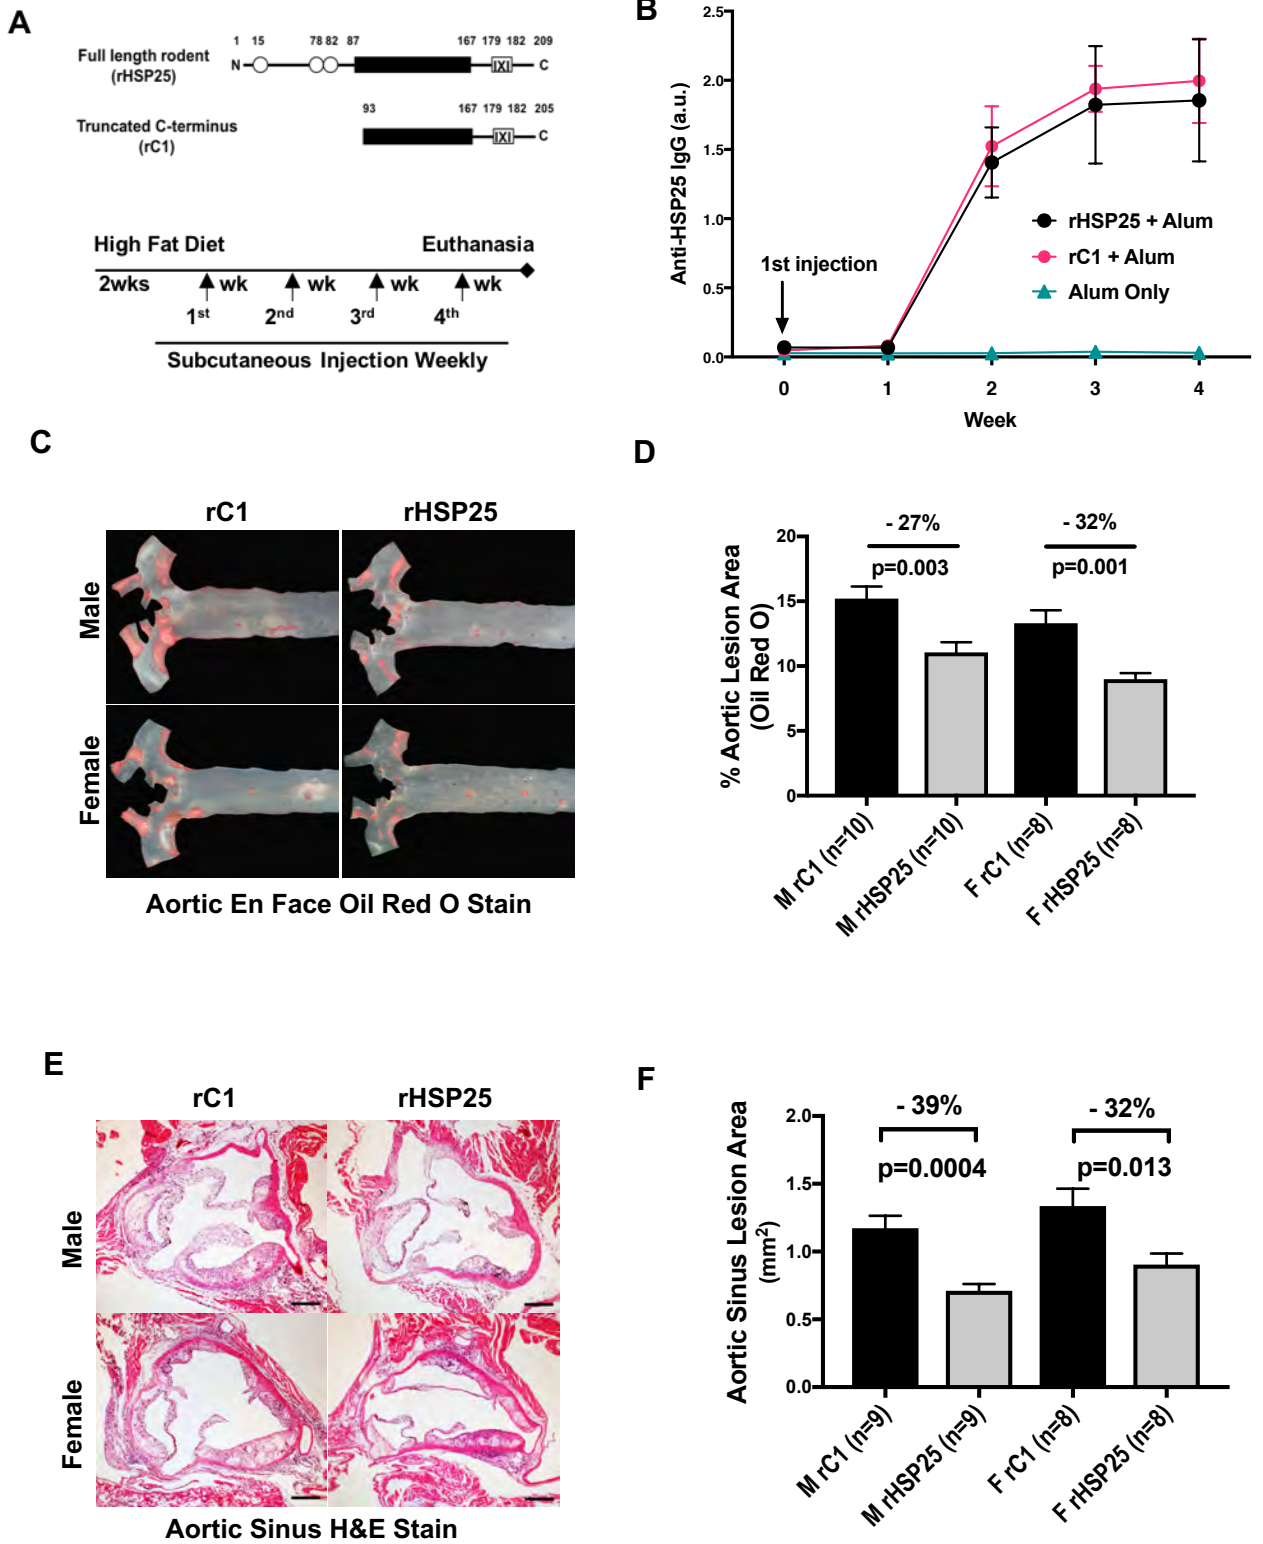 A
1 15 78 82 87 167 179 182 209
Full length rodent
(rHSP25)
N IXI C
93 167 179 182 205
Truncated C-terminus
(rC1)
IXI C
High Fat Diet Euthanasia
2wks wk wk wk wk
1st 2nd 3rd 4th
Subcutaneous Injection Weekly
B
Anti-HSP25 IgG (a.u.)
2.5
2.0
1.5
1.0
0.5
0.0
1st injection
rHSP25 + Alum
rC1 + Alum
Alum Only
0 1 2 3 4
Week
C
rC1 rHSP25
Male
Female
Aortic En Face Oil Red O Stain
D
% Aortic Lesion Area
(Oil Red O)
20
15
10
5
0
- 27% - 32%
p=0.003 p=0.001
M rC1 (n=10)
M rHSP25 (n=10)
F rC1 (n=8)
F rHSP25 (n=8)
E
rC1 rHSP25
Male
Female
Aortic Sinus H&E Stain
F
Aortic Sinus Lesion Area
(mm2)
2.0
1.5
1.0
0.5
0.0
- 39% - 32%
p=0.0004 p=0.013
M rC1 (n=9)
M rHSP25 (n=9)
F rC1 (n=8)
F rHSP25 (n=8)